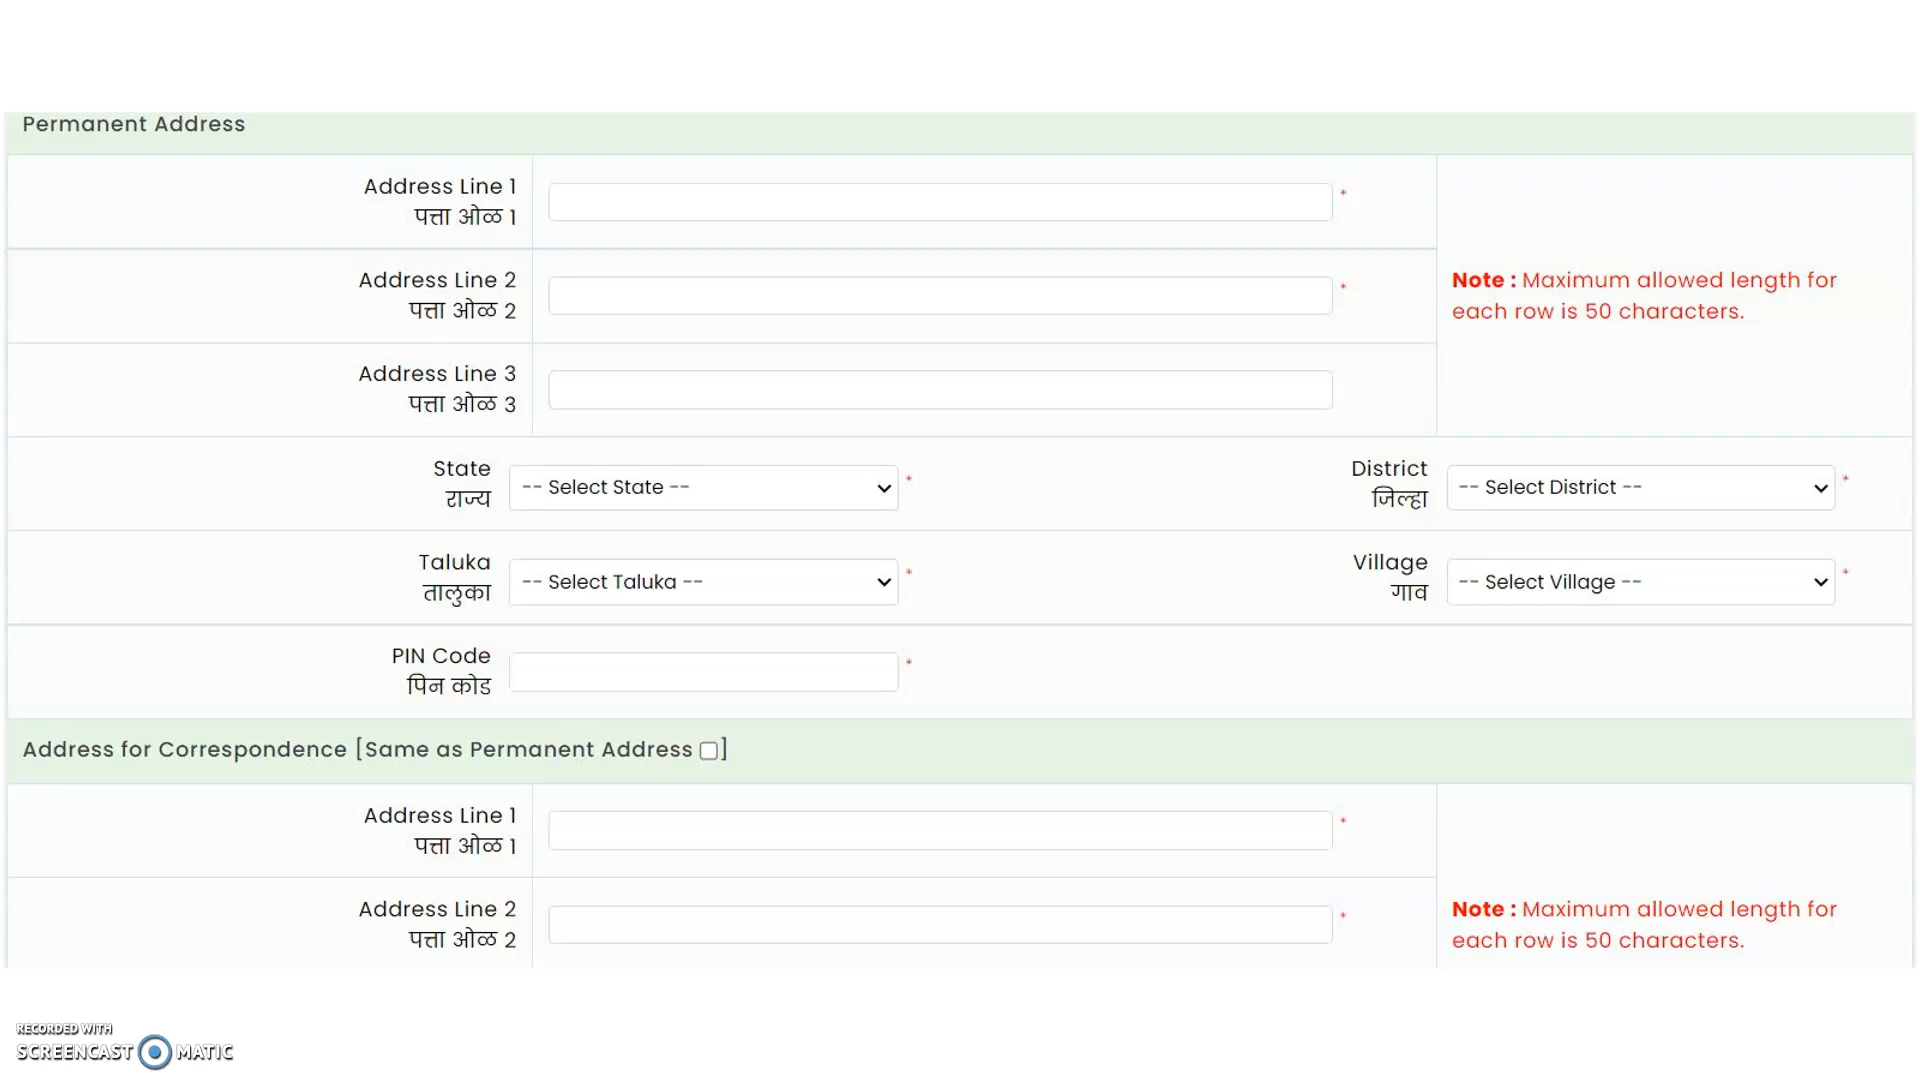 Permanent Address
Address Line 1
पत्ता ओळ 1
*
Address Line 2
पत्ता ओळ 2
*
Note : Maximum allowed length for
each row is 50 characters.
Address Line 3
पत्ता ओळ 3
State
राज्य
-- Select State --
*
District
जिल्हा
-- Select District --
*
Taluka
तालुका
-- Select Taluka --
*
Village
गाव
-- Select Village --
*
PIN Code
पिन कोड
*
Address for Correspondence [Same as Permanent Address ]
Address Line 1
पत्ता ओळ 1
*
Address Line 2
पत्ता ओळ 2
*
Note : Maximum allowed length for
each row is 50 characters.
RECORDED WITH
SCREENCAST MATIC